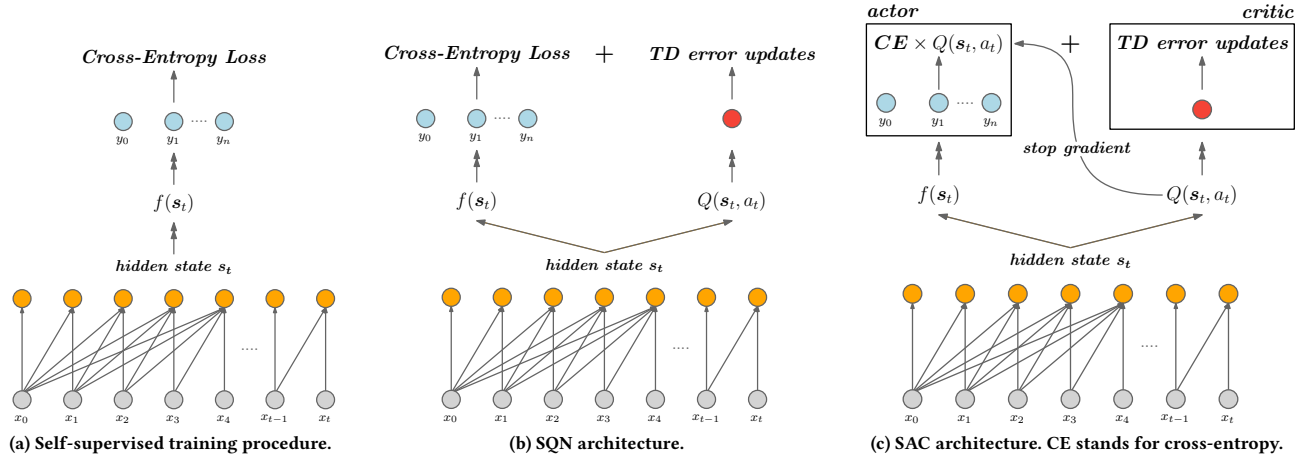 Cross-Entropy Loss
y₀ y₁ .... yₙ
f(sₜ)
hidden state sₜ
....
x₀ x₁ x₂ x₃ x₄ xₜ₋₁ xₜ
(a) Self-supervised training procedure.
Cross-Entropy Loss + TD error updates
y₀ y₁ .... yₙ
f(sₜ) Q(sₜ, aₜ)
hidden state sₜ
....
x₀ x₁ x₂ x₃ x₄ xₜ₋₁ xₜ
(b) SQN architecture.
actor critic
CE × Q(sₜ, aₜ) + TD error updates
y₀ y₁ .... yₙ
stop gradient
f(sₜ) Q(sₜ, aₜ)
hidden state sₜ
....
x₀ x₁ x₂ x₃ x₄ xₜ₋₁ xₜ
(c) SAC architecture. CE stands for cross-entropy.